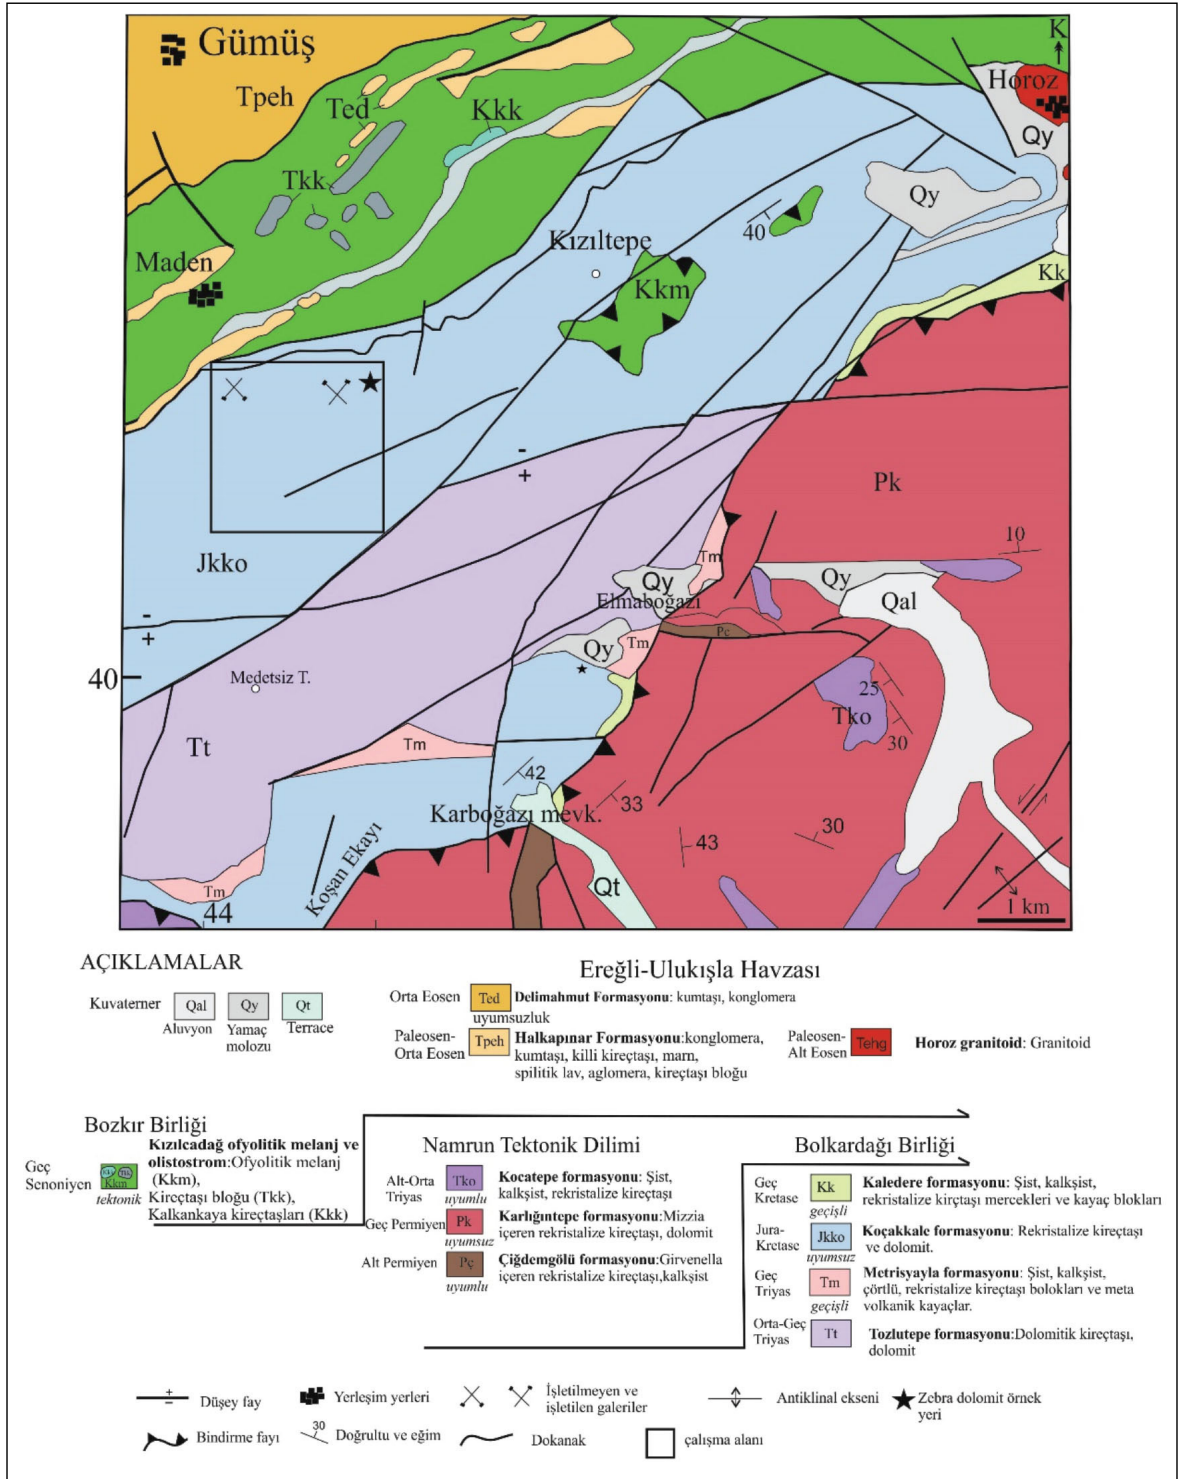 Gümüş
K
Horoz
Tpeh
Ted
Kkk
Qy
Tkk
Qy
40
Kızıltepe
Maden
Kkm
Kk
-
+
Pk
10
Jkko
Tm
Qy
Qy
Elmaboğazı
Qal
-
+
Pç
Qy
Tm
40
Medetsiz T.
25
Tko
30
Tt
Tm
42
33
Karboğazı mevk.
30
43
Koşan Ekayı
Qt
Tm
44
1 km
AÇIKLAMALAR
Kuvaterner
Qal
Qy
Qt
Aluvyon
Yamaç
molozu
Terrace
Ereğli-Ulukışla Havzası
Orta Eosen
Ted
Delimahmut Formasyonu: kumtaşı, konglomera
uyumsuzluk
Paleosen-
Orta Eosen
Tpeh
Halkapınar Formasyonu:konglomera,
kumtaşı, killi kireçtaşı, marn,
spilitik lav, aglomera, kireçtaşı bloğu
Paleosen-
Alt Eosen
Tehg
Horoz granitoid: Granitoid
Bozkır Birliği
Geç
Senoniyen
Kkm
tektonik
Kızılcadağ ofyolitik melanj ve
olistostrom:Ofyolitik melanj
(Kkm),
Kireçtaşı bloğu (Tkk),
Kalkankaya kireçtaşları (Kkk)
Namrun Tektonik Dilimi
Alt-Orta
Triyas
Tko
uyumlu
Kocatepe formasyonu: Şist,
kalkşist, rekristalize kireçtaşı
Geç Permiyen
Pk
uyumsuz
Karlığıntepe formasyonu:Mizzia
içeren rekristalize kireçtaşı, dolomit
Alt Permiyen
Pç
uyumlu
Çiğdemgölü formasyonu:Girvenella
içeren rekristalize kireçtaşı,kalkşist
Bolkardağı Birliği
Geç
Kretase
Kk
geçişli
Kaledere formasyonu: Şist, kalkşist,
rekristalize kirçtaşı mercekleri ve kayaç blokları
Jura-
Kretase
Jkko
uyumsuz
Koçakkale formasyonu: Rekristalize kireçtaşı
ve dolomit.
Geç
Triyas
Tm
geçişli
Metrisyayla formasyonu: Şist, kalkşist,
çörtlü, rekristalize kireçtaşı bolokları ve meta
volkanik kayaçlar.
Orta-Geç
Triyas
Tt
Tozlutepe formasyonu:Dolomitik kireçtaşı,
dolomit
+
-
Düşey fay
Yerleşim yerleri
İşletilmeyen ve
işletilen galeriler
Antiklinal ekseni
Zebra dolomit örnek
yeri
Bindirme fayı
30
Doğrultu ve eğim
Dokanak
çalışma alanı